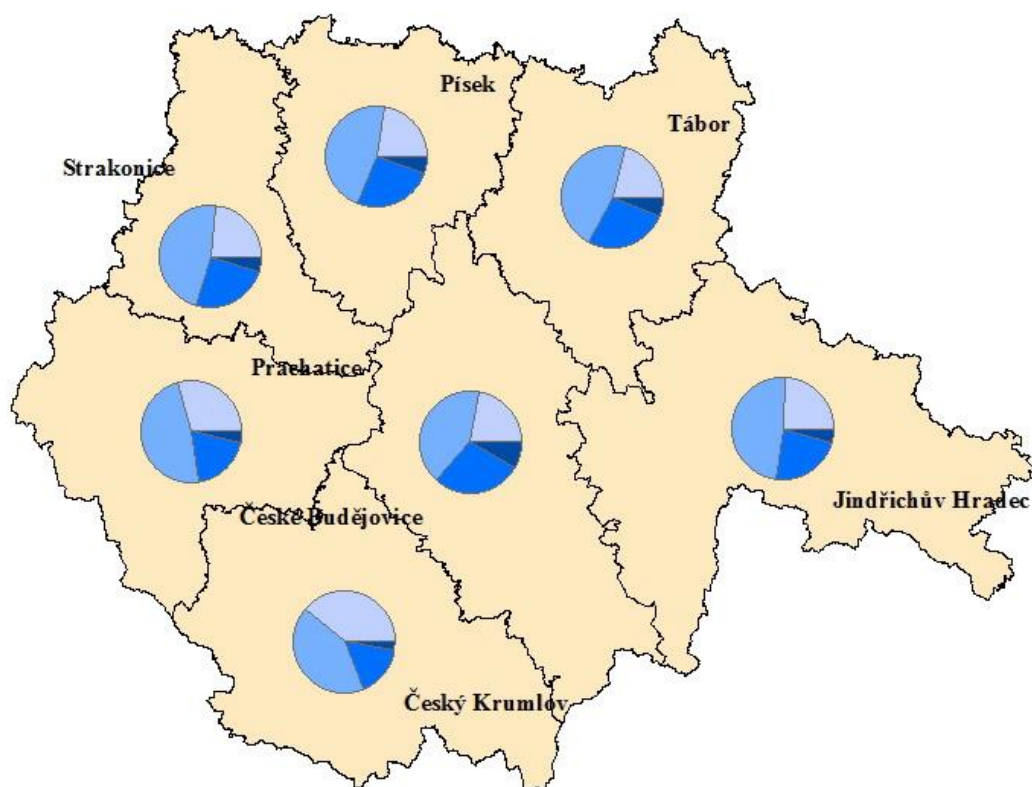 Písek
Tábor
Strakonice
Prachatice
Jindřichův Hradec
České Budějovice
Český Krumlov